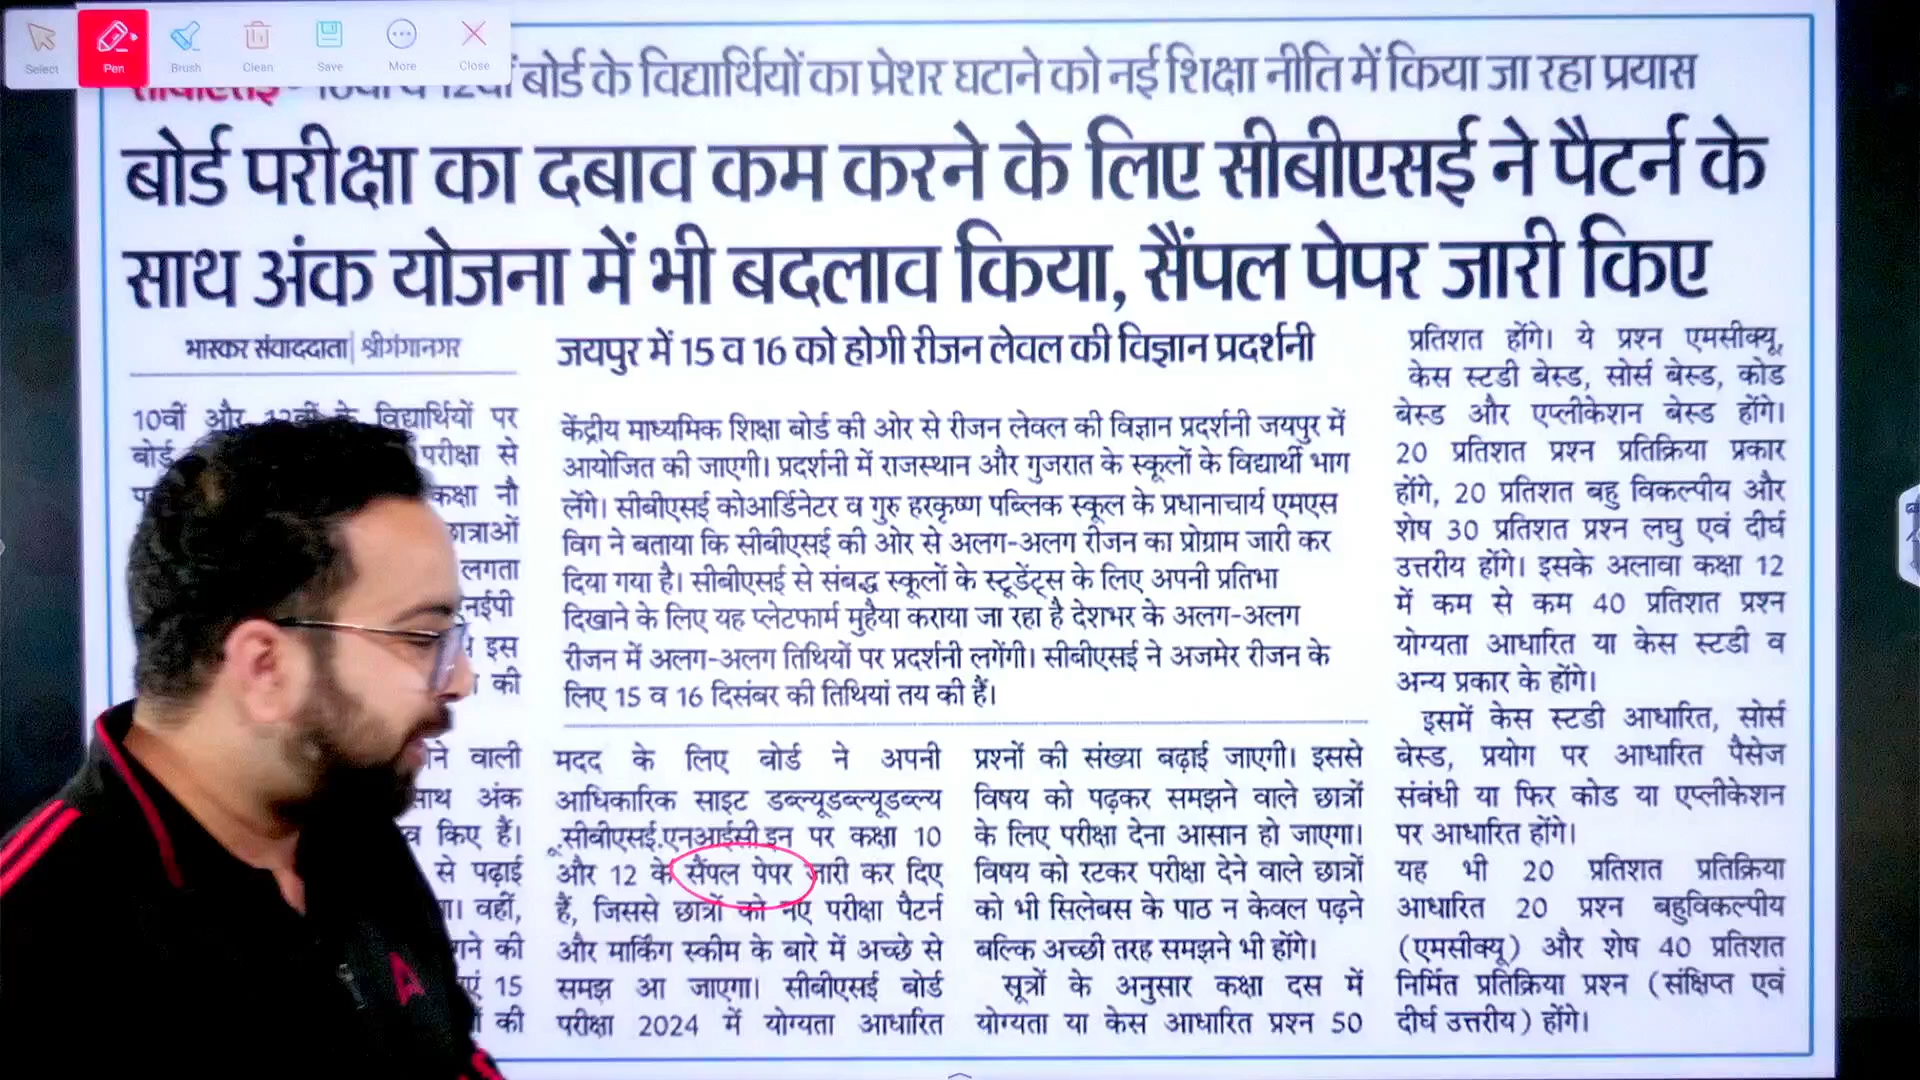 Select Pen Brush Clean Save More Close
बोर्ड के विद्यार्थियों का प्रेशर घटाने को नई शिक्षा नीति में किया जा रहा प्रयास
बोर्ड परीक्षा का दबाव कम करने के लिए सीबीएसई ने पैटर्न के
साथ अंक योजना में भी बदलाव किया, सैंपल पेपर जारी किए
भास्कर संवाददाता| श्रीगंगानगर
10वीं और 12वीं के विद्यार्थियों पर
बोर्ड परीक्षा से
कक्षा नौ
छात्राओं
लगता
इस
की
वाली
साथ अंक
किए हैं।
से पढ़ाई
वहीं,
की
15
की
जयपुर में 15 व 16 को होगी रीजन लेवल की विज्ञान प्रदर्शनी
केंद्रीय माध्यमिक शिक्षा बोर्ड की ओर से रीजन लेवल की विज्ञान प्रदर्शनी जयपुर में
आयोजित की जाएगी। प्रदर्शनी में राजस्थान और गुजरात के स्कूलों के विद्यार्थी भाग
लेंगे। सीबीएसई कोआर्डिनेटर व गुरु हरकृष्ण पब्लिक स्कूल के प्रधानाचार्य एमएस
विग ने बताया कि सीबीएसई की ओर से अलग-अलग रीजन का प्रोग्राम जारी कर
दिया गया है। सीबीएसई से संबद्ध स्कूलों के स्टूडेंट्स के लिए अपनी प्रतिभा
दिखाने के लिए यह प्लेटफार्म मुहैया कराया जा रहा है देशभर के अलग-अलग
रीजन में अलग-अलग तिथियों पर प्रदर्शनी लगेंगी। सीबीएसई ने अजमेर रीजन के
लिए 15 व 16 दिसंबर की तिथियां तय की हैं।
मदद के लिए बोर्ड ने अपनी
आधिकारिक साइट डब्ल्यूडब्ल्यूडब्ल्य
ू.सीबीएसई.एनआईसी.इन पर कक्षा 10
और 12 के सैंपल पेपर जारी कर दिए
हैं, जिससे छात्रों को नए परीक्षा पैटर्न
और मार्किंग स्कीम के बारे में अच्छे से
समझ आ जाएगा। सीबीएसई बोर्ड
परीक्षा 2024 में योग्यता आधारित
प्रश्नों की संख्या बढ़ाई जाएगी। इससे
विषय को पढ़कर समझने वाले छात्रों
के लिए परीक्षा देना आसान हो जाएगा।
विषय को रटकर परीक्षा देने वाले छात्रों
को भी सिलेबस के पाठ न केवल पढ़ने
बल्कि अच्छी तरह समझने भी होंगे।
सूत्रों के अनुसार कक्षा दस में
योग्यता या केस आधारित प्रश्न 50
प्रतिशत होंगे। ये प्रश्न एमसीक्यू,
केस स्टडी बेस्ड, सोर्स बेस्ड, कोड
बेस्ड और एप्लीकेशन बेस्ड होंगे।
20 प्रतिशत प्रश्न प्रतिक्रिया प्रकार
होंगे, 20 प्रतिशत बहु विकल्पीय और
शेष 30 प्रतिशत प्रश्न लघु एवं दीर्घ
उत्तरीय होंगे। इसके अलावा कक्षा 12
में कम से कम 40 प्रतिशत प्रश्न
योग्यता आधारित या केस स्टडी व
अन्य प्रकार के होंगे।
इसमें केस स्टडी आधारित, सोर्स
बेस्ड, प्रयोग पर आधारित पैसेज
संबंधी या फिर कोड या एप्लीकेशन
पर आधारित होंगे।
यह भी 20 प्रतिशत प्रतिक्रिया
आधारित 20 प्रश्न बहुविकल्पीय
(एमसीक्यू) और शेष 40 प्रतिशत
निर्मित प्रतिक्रिया प्रश्न (संक्षिप्त एवं
दीर्घ उत्तरीय) होंगे।